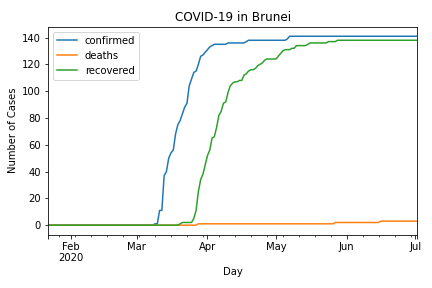 COVID-19 in Brunei
confirmed
deaths
recovered
Number of Cases
140
120
100
80
60
40
20
0
Feb
2020
Mar
Apr
May
Jun
Jul
Day